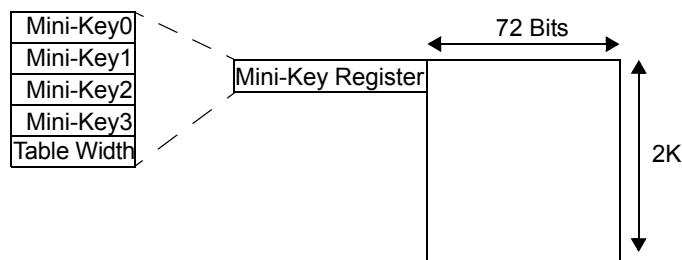 Mini-Key0
Mini-Key1
Mini-Key2
Mini-Key3
Table Width
Mini-Key Register
72 Bits
2K